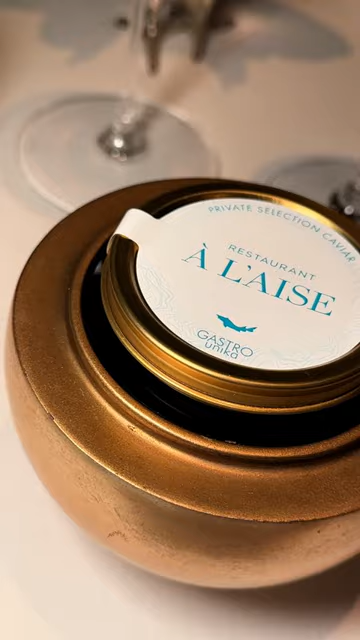 PRIVATE SELECTION CAVIAR
RESTAURANT
À L'AISE
GASTRO
unika